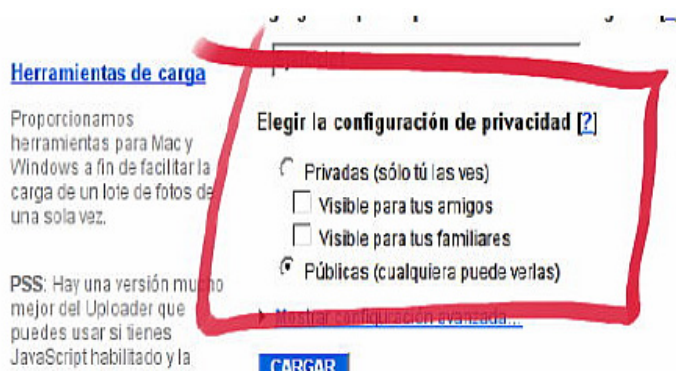 Herramientas de carga
Proporcionamos
herramientas para Mac y
Windows a fin de facilitar la
carga de un lote de fotos de
una sola vez.
PSS: Hay una versión mucho
mejor del Uploader que
puedes usar si tienes
JavaScript habilitado y la
Elegir la configuración de privacidad [?]
Privadas (sólo tú las ves)
Visible para tus amigos
Visible para tus familiares
Públicas (cualquiera puede verlas)
Mostrar configuración avanzada...
CARGAR